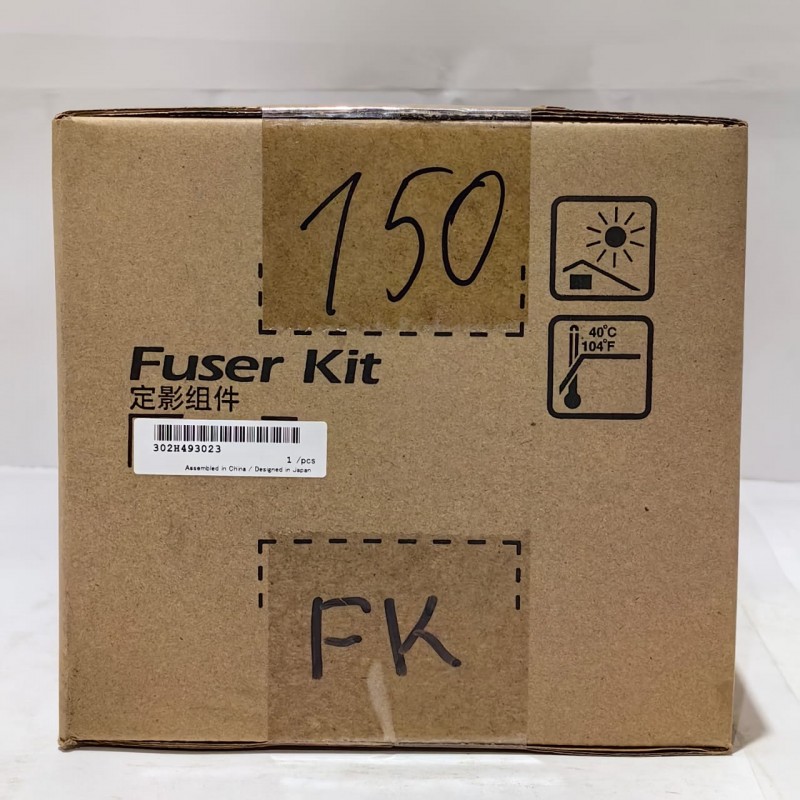 150
40°C
104°F
Fuser Kit
定影组件
302H493023
1 /pcs
Assembled in China / Designed in Japan
FK